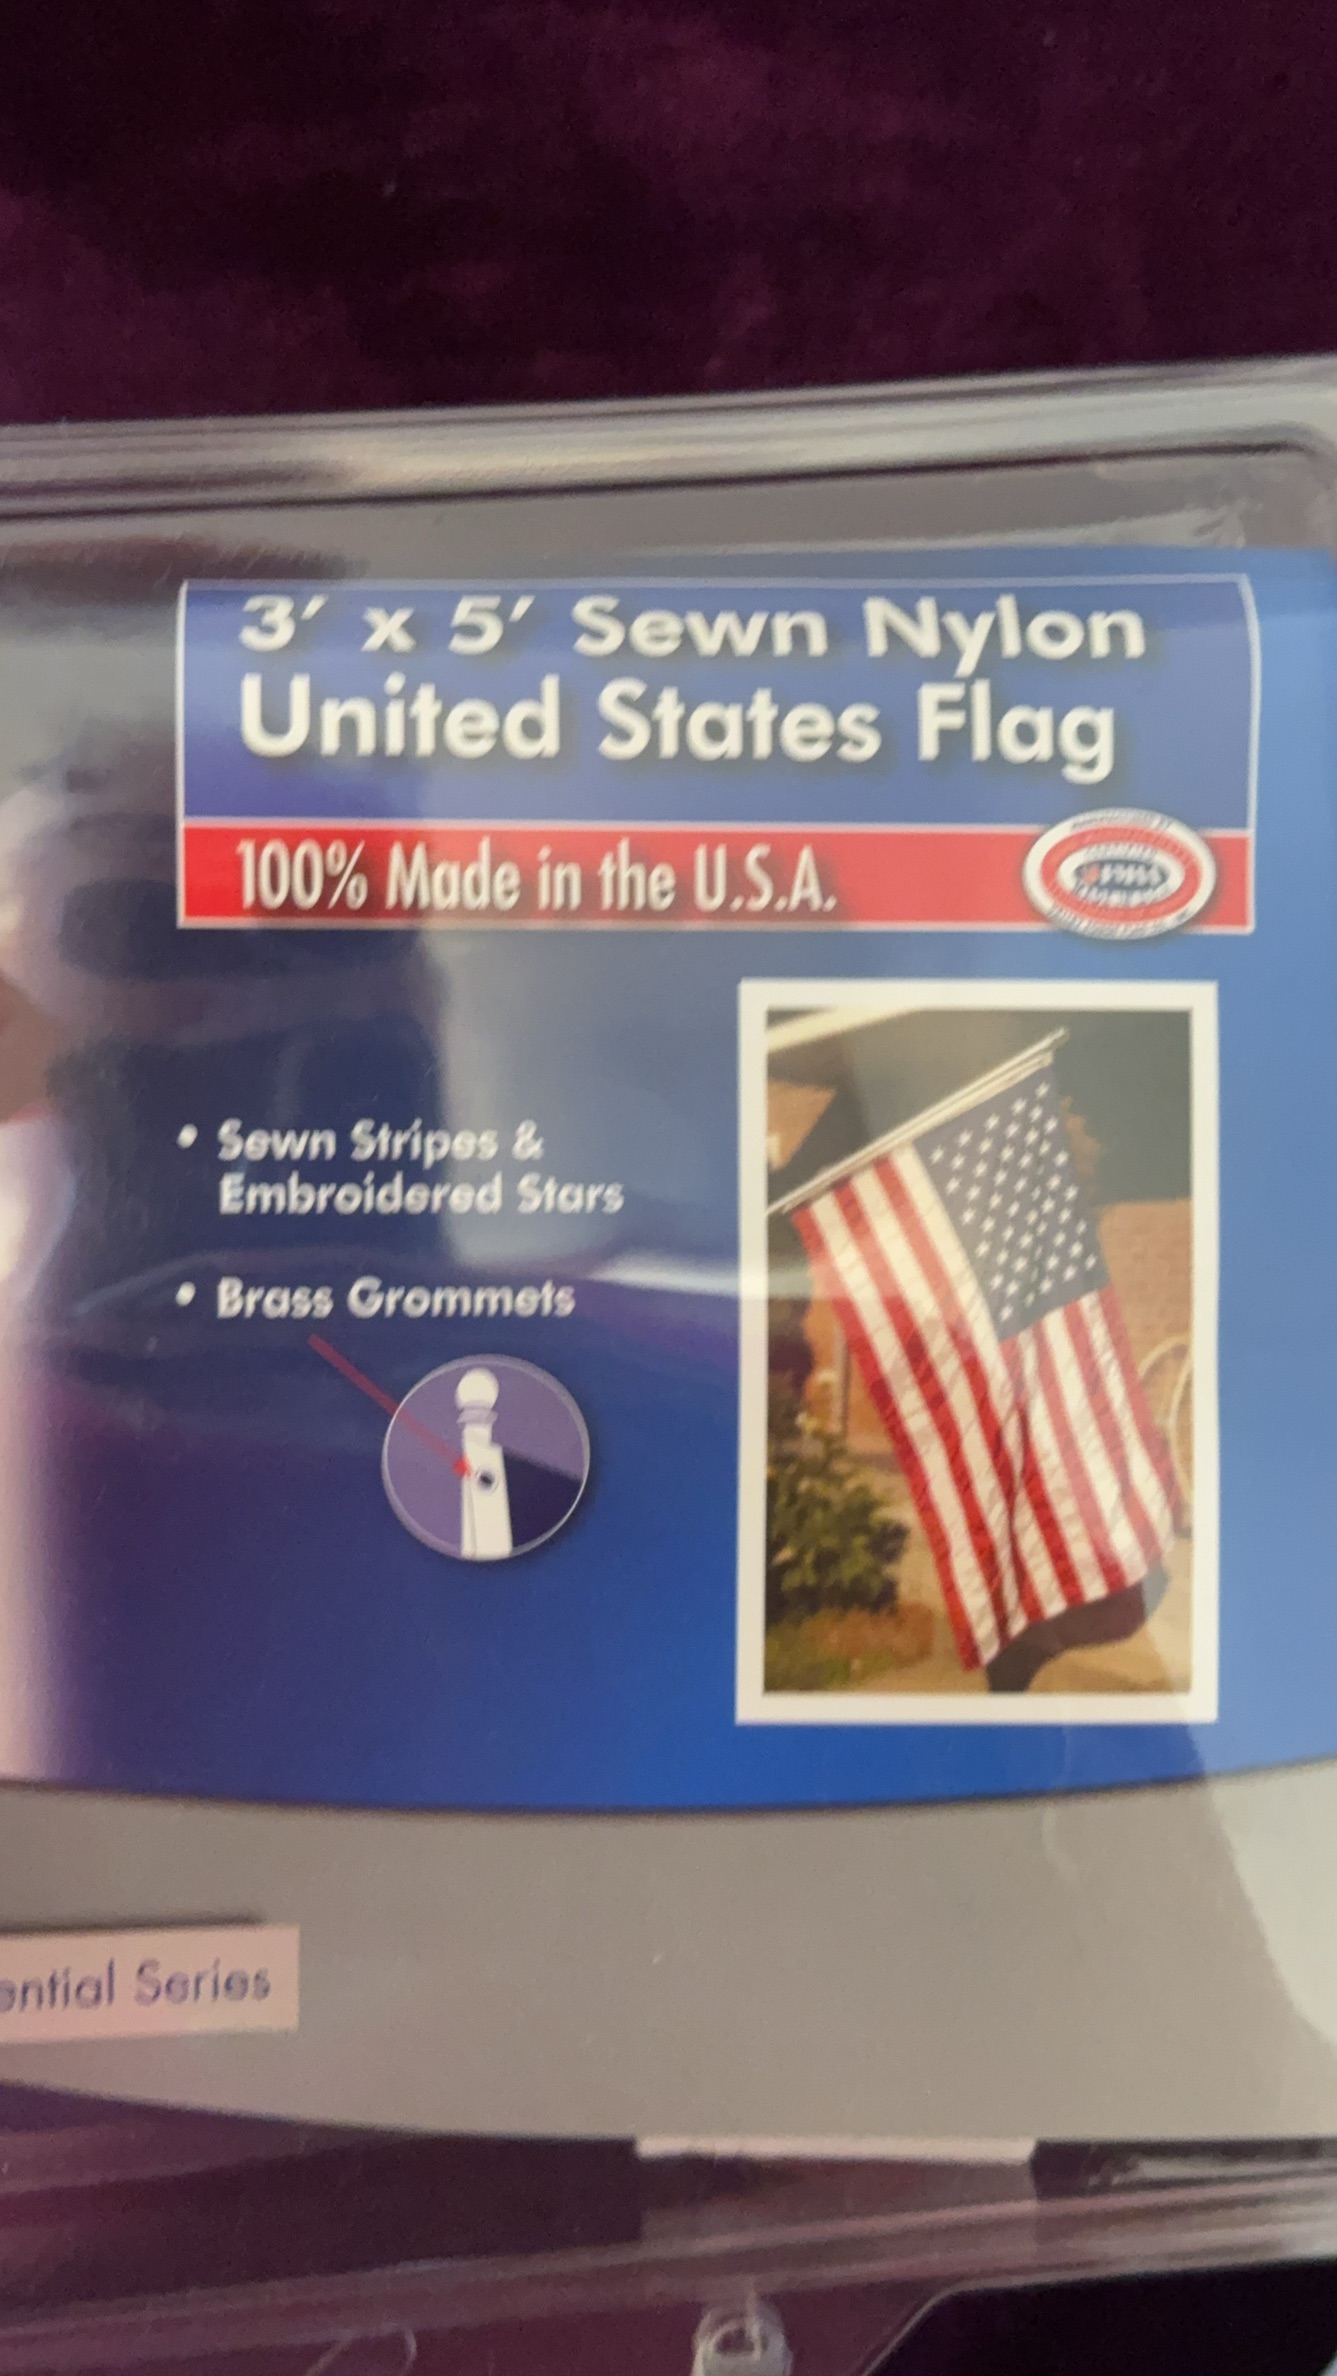 3' x 5' Sewn Nylon
United States Flag
100% Made in the U.S.A.
• Sewn Stripes &
Embroidered Stars
• Brass Grommets
ential Series